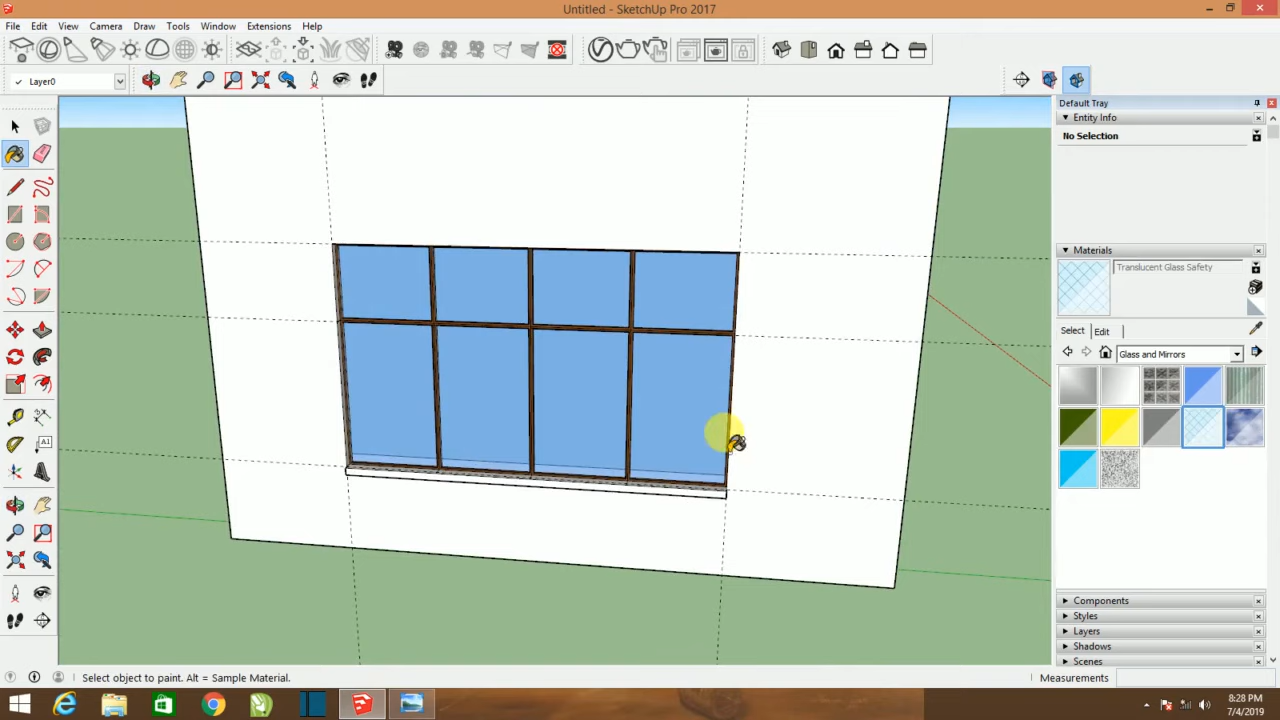 Untitled - SketchUp Pro 2017
File Edit View Camera Draw Tools Window Extensions Help
Layer0
Default Tray
Entity Info
No Selection
Materials
Translucent Glass Safety
Select Edit
Glass and Mirrors
A1
Components
Styles
Layers
Shadows
Scenes
Select object to paint. Alt = Sample Material.
Measurements
8:28 PM
7/4/2019